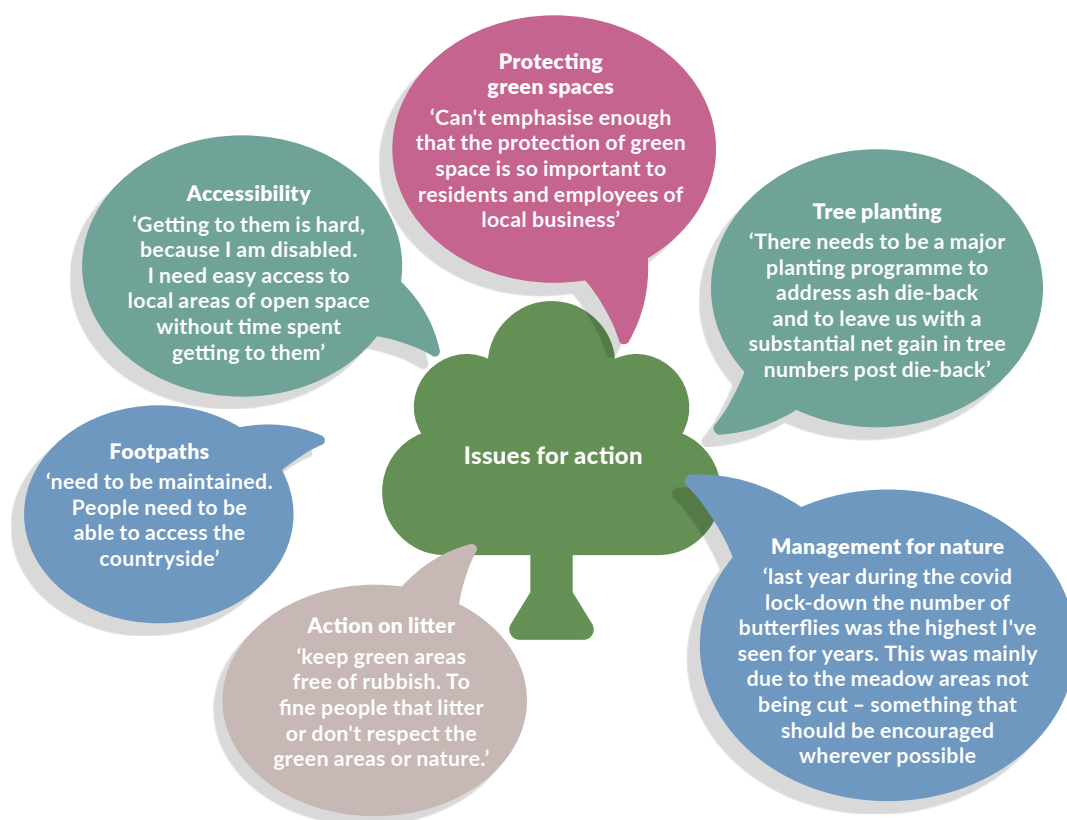 Protecting
green spaces
‘Can't emphasise enough
that the protection of green
space is so important to
residents and employees of
local business’
Accessibility
‘Getting to them is hard,
because I am disabled.
I need easy access to
local areas of open space
without time spent
getting to them’
Tree planting
‘There needs to be a major
planting programme to
address ash die-back
and to leave us with a
substantial net gain in tree
numbers post die-back’
Footpaths
‘need to be maintained.
People need to be
able to access the
countryside’
Issues for action
Management for nature
‘last year during the covid
lock-down the number of
butterflies was the highest I've
seen for years. This was mainly
due to the meadow areas not
being cut – something that
should be encouraged
wherever possible
Action on litter
‘keep green areas
free of rubbish. To
fine people that litter
or don't respect the
green areas or nature.’